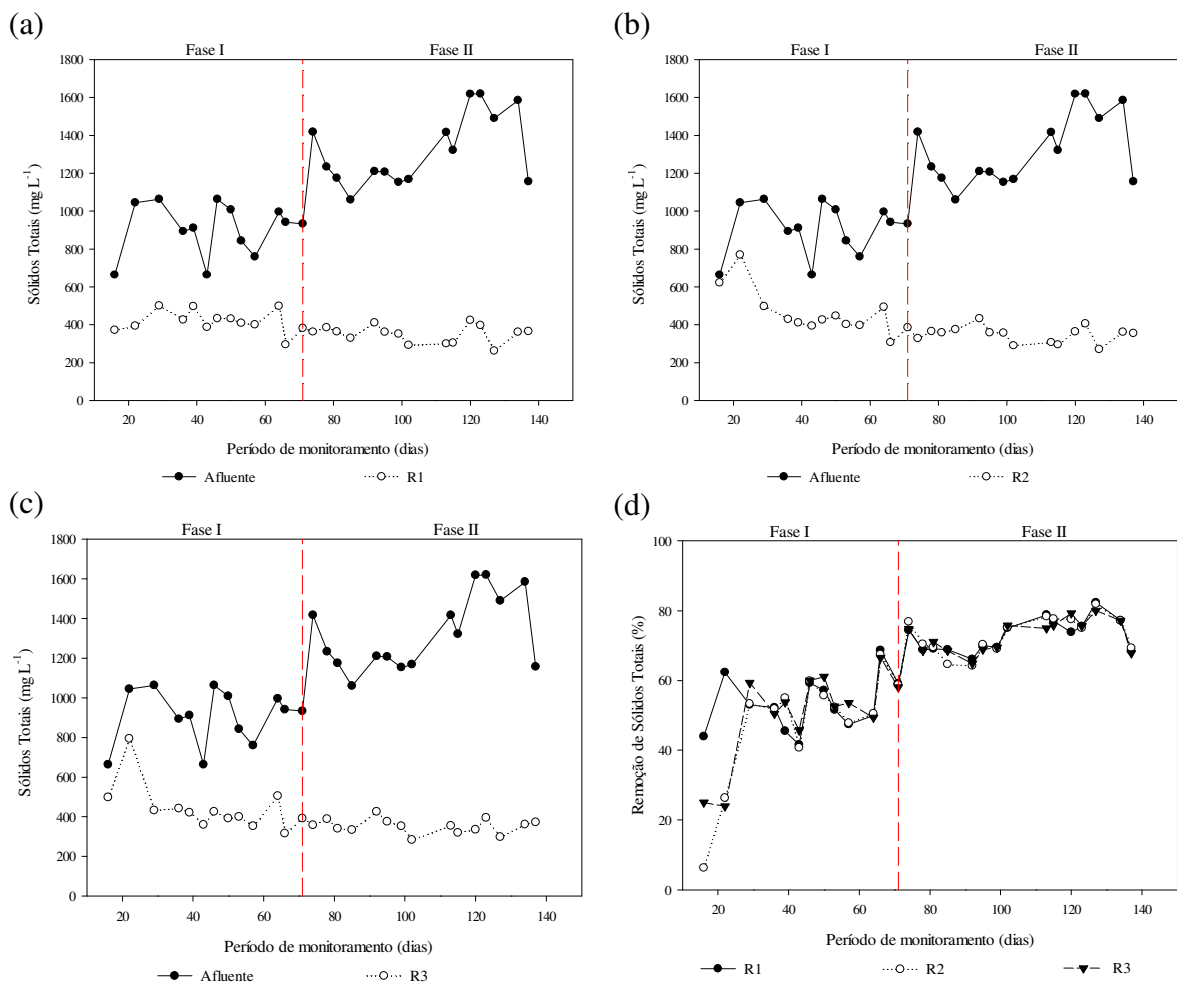 (a)
Fase I
Fase II
1800
1600
1400
1200
1000
800
600
400
200
0
Sólidos Totais (mg L⁻¹)
20
40
60
80
100
120
140
Período de monitoramento (dias)
Afluente
R1
(b)
Fase I
Fase II
1800
1600
1400
1200
1000
800
600
400
200
0
Sólidos Totais (mg L⁻¹)
20
40
60
80
100
120
140
Período de monitoramento (dias)
Afluente
R2
(c)
Fase I
Fase II
1800
1600
1400
1200
1000
800
600
400
200
0
Sólidos Totais (mg L⁻¹)
20
40
60
80
100
120
140
Período de monitoramento (dias)
Afluente
R3
(d)
Fase I
Fase II
100
80
60
40
20
0
Remoção de Sólidos Totais (%)
20
40
60
80
100
120
140
Período de monitoramento (dias)
R1
R2
R3